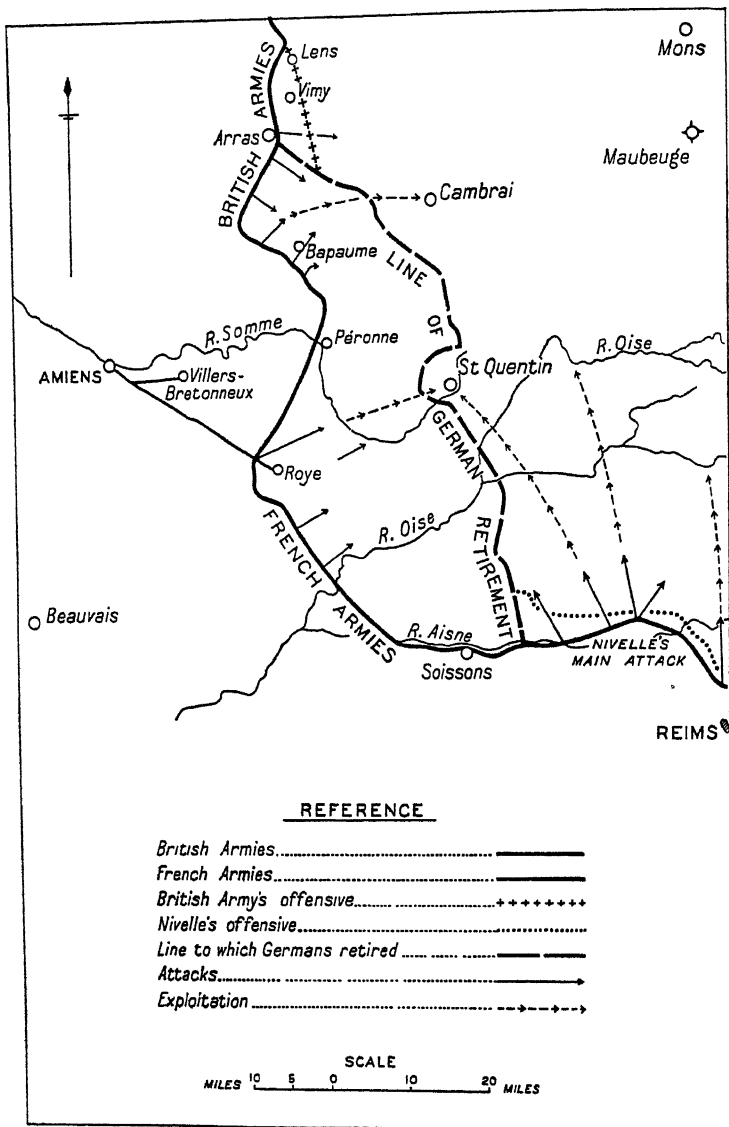 Lens
Mons
Vimy
ARMIES
Arras
Maubeuge
BRITISH
Cambrai
Bapaume
LINE
OF
R. Somme
Péronne
R. Oise
AMIENS
Villers-
Bretonneux
St Quentin
GERMAN
Roye
FRENCH
R. Oise
RETIREMENT
ARMIES
Beauvais
R. Aisne
Soissons
NIVELLE'S
MAIN ATTACK
REIMS
REFERENCE
British Armies
French Armies
British Army's offensive
Nivelle's offensive
Line to which Germans retired
Attacks
Exploitation
SCALE
MILES 10 5 0 10 20 MILES